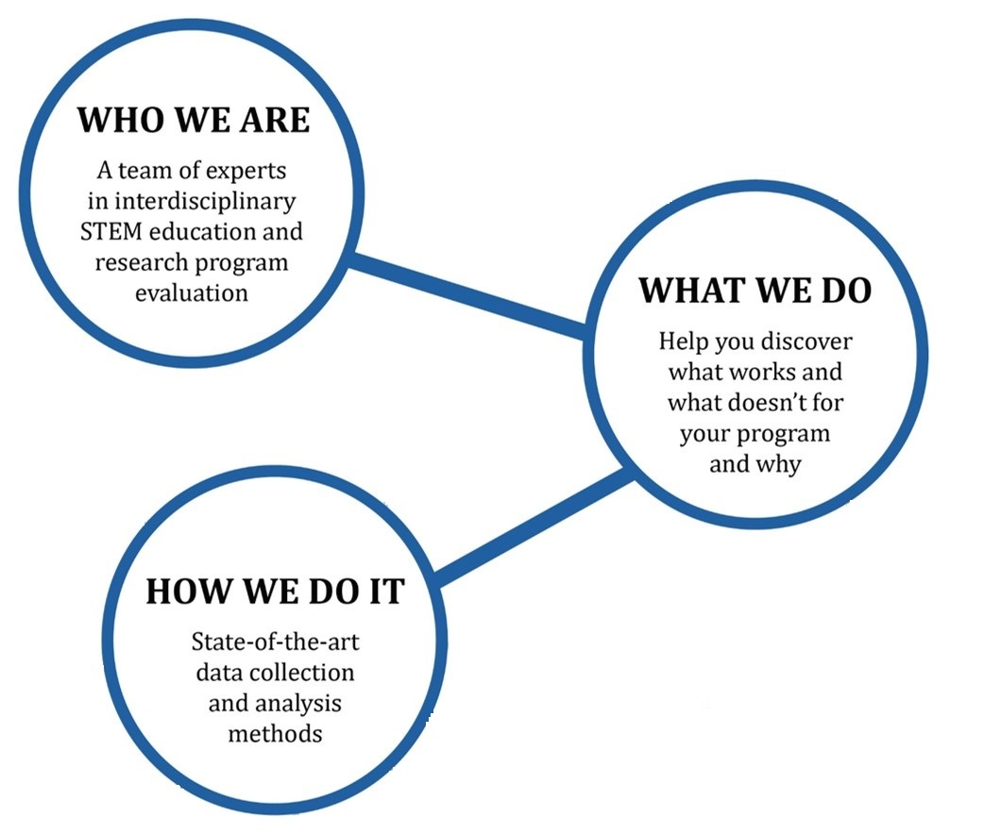 WHO WE ARE
A team of experts
in interdisciplinary
STEM education and
research program
evaluation
WHAT WE DO
Help you discover
what works and
what doesn’t for
your program
and why
HOW WE DO IT
State-of-the-art
data collection
and analysis
methods